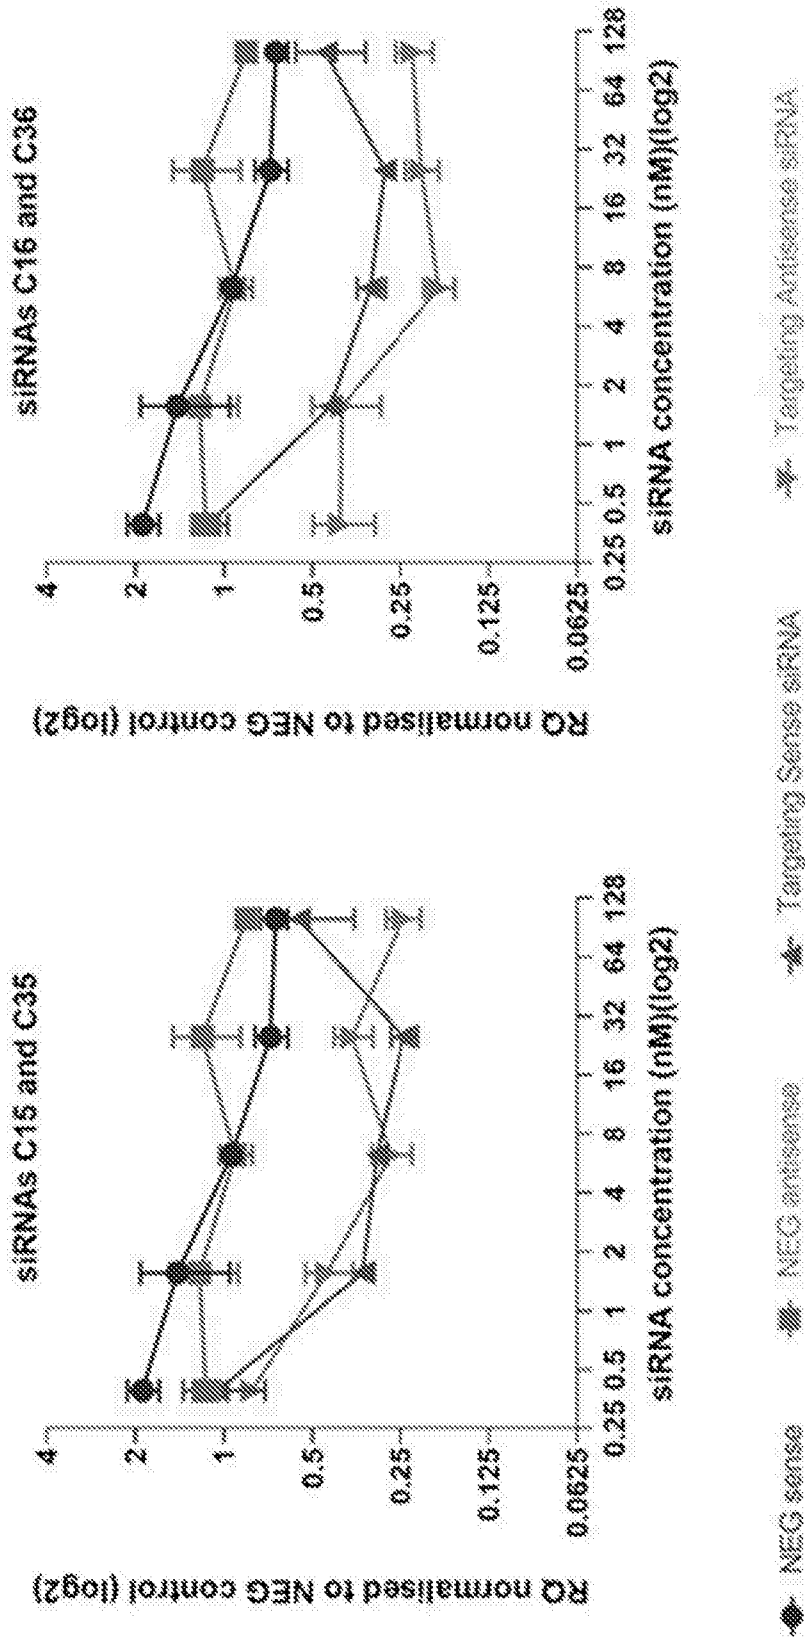 siRNAs C15 and C35
RQ normalised to NEG control (log2)
4
2
1
0.5
0.25
0.125
0.0625
0.25 0.5 1 2 4 8 16 32 64 128
siRNA concentration (nM)(log2)
siRNAs C16 and C36
RQ normalised to NEG control (log2)
4
2
1
0.5
0.25
0.125
0.0625
0.25 0.5 1 2 4 8 16 32 64 128
siRNA concentration (nM)(log2)
NEG sense
NEG antisense
Targeting Sense siRNA
Targeting Antisense siRNA